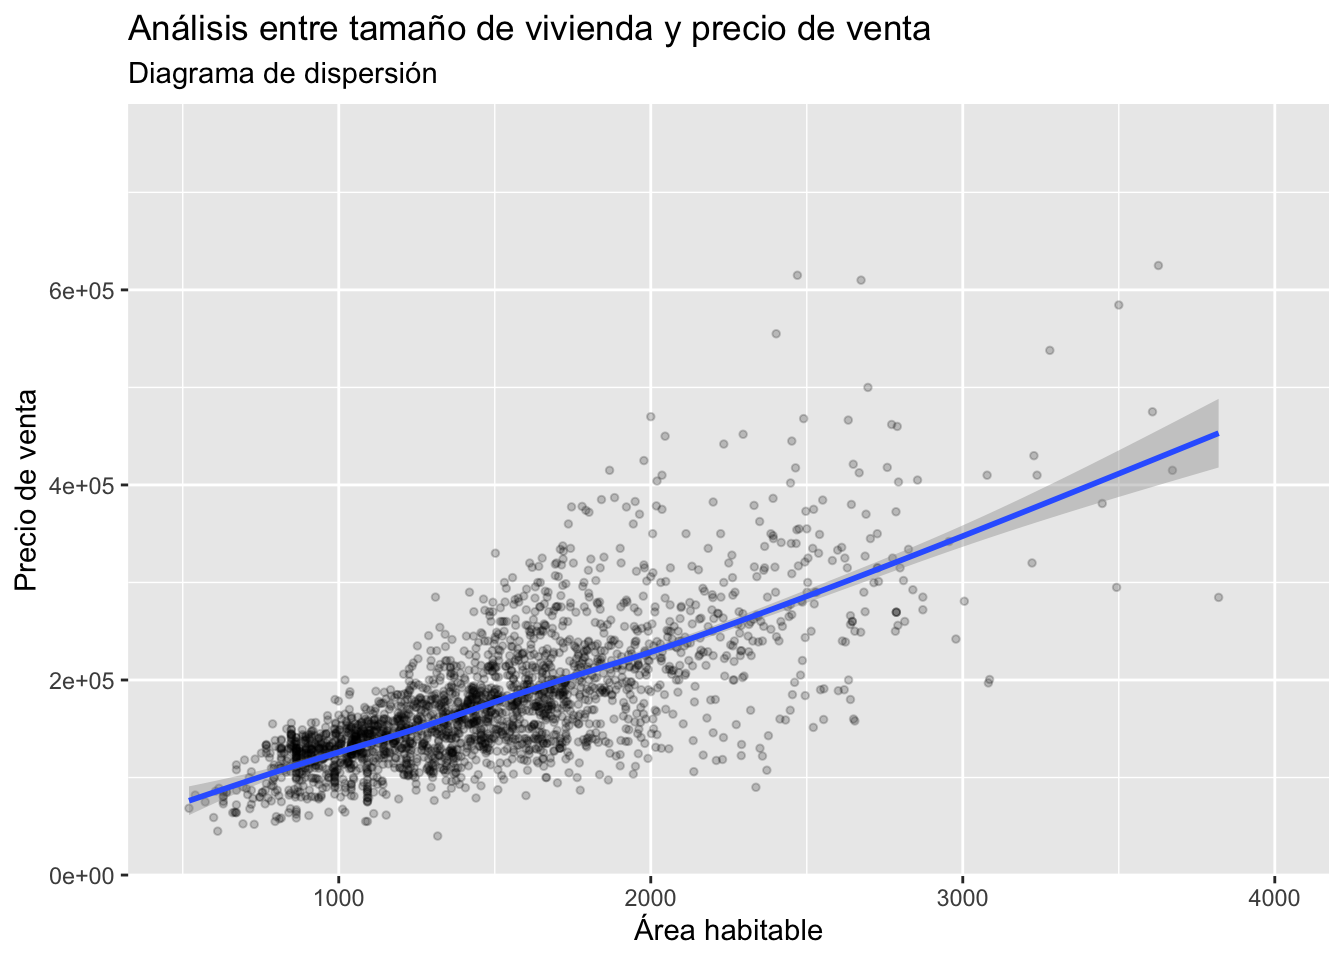 Análisis entre tamaño de vivienda y precio de venta
Diagrama de dispersión
Precio de venta
6e+05
4e+05
2e+05
0e+00
1000
2000
3000
4000
Área habitable